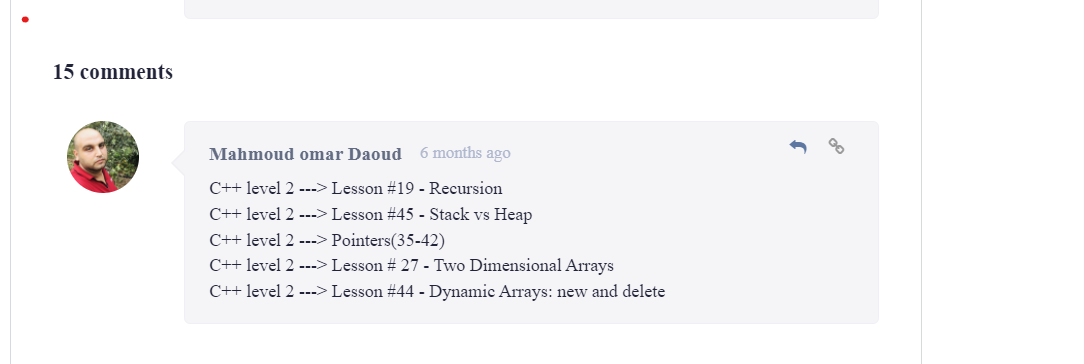 15 comments
Mahmoud omar Daoud 6 months ago
C++ level 2 ---> Lesson #19 - Recursion
C++ level 2 ---> Lesson #45 - Stack vs Heap
C++ level 2 ---> Pointers(35-42)
C++ level 2 ---> Lesson # 27 - Two Dimensional Arrays
C++ level 2 ---> Lesson #44 - Dynamic Arrays: new and delete